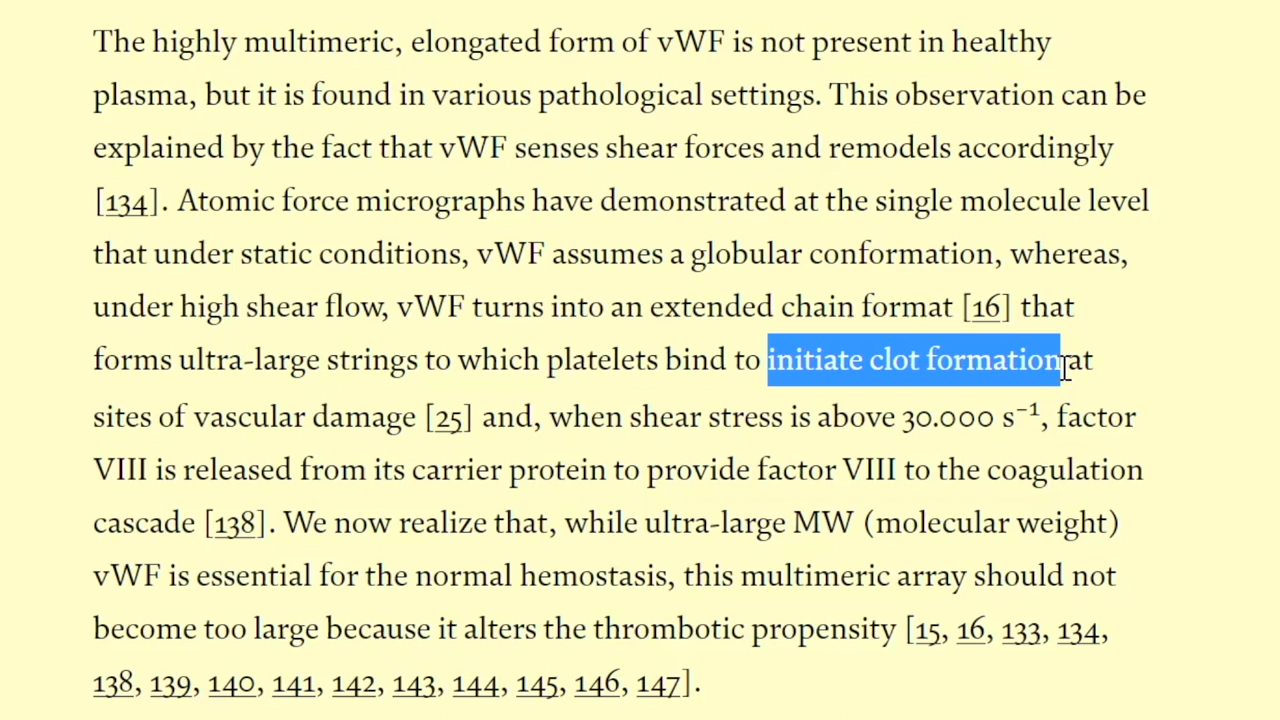 The highly multimeric, elongated form of vWF is not present in healthy
plasma, but it is found in various pathological settings. This observation can be
explained by the fact that vWF senses shear forces and remodels accordingly
[134]. Atomic force micrographs have demonstrated at the single molecule level
that under static conditions, vWF assumes a globular conformation, whereas,
under high shear flow, vWF turns into an extended chain format [16] that
forms ultra-large strings to which platelets bind to initiate clot formation at
sites of vascular damage [25] and, when shear stress is above 30.000 s⁻¹, factor
VIII is released from its carrier protein to provide factor VIII to the coagulation
cascade [138]. We now realize that, while ultra-large MW (molecular weight)
vWF is essential for the normal hemostasis, this multimeric array should not
become too large because it alters the thrombotic propensity [15, 16, 133, 134,
138, 139, 140, 141, 142, 143, 144, 145, 146, 147].